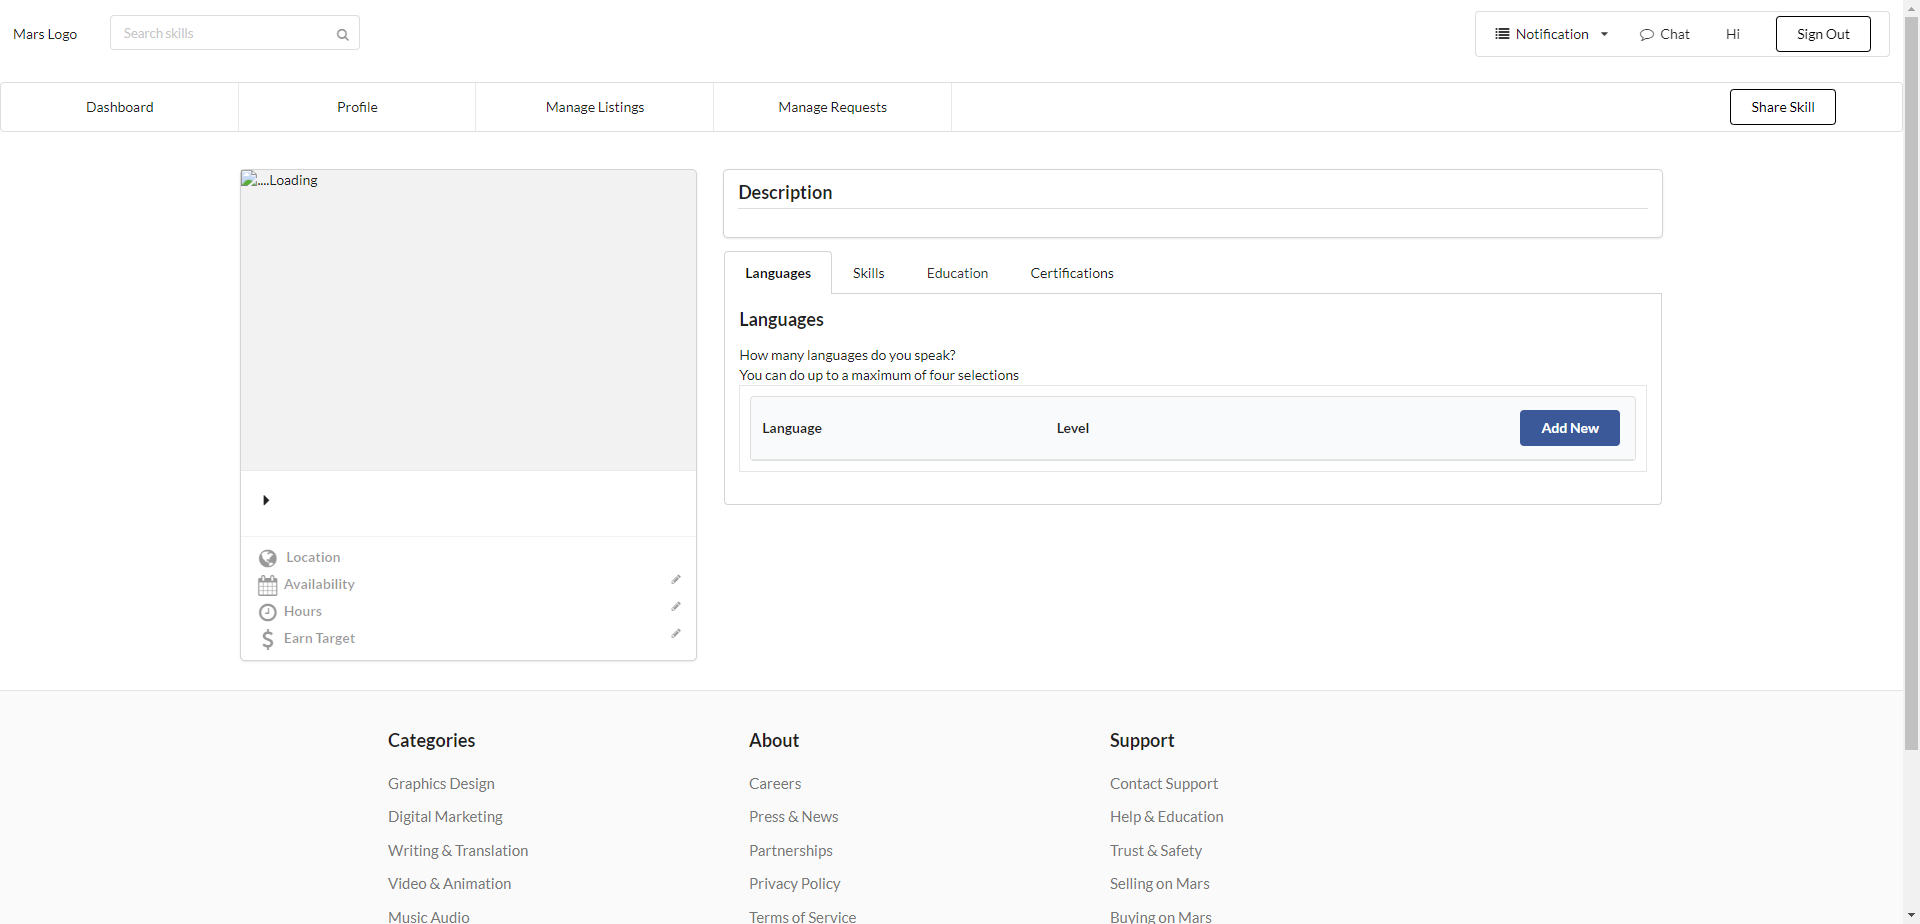 Mars Logo
Search skills
Notification
Chat
Hi
Sign Out
Dashboard
Profile
Manage Listings
Manage Requests
Share Skill
....Loading
Location
Availability
Hours
Earn Target
Description
Languages
Skills
Education
Certifications
Languages
How many languages do you speak?
You can do up to a maximum of four selections
Language
Level
Add New
Categories
Graphics Design
Digital Marketing
Writing & Translation
Video & Animation
Music Audio
About
Careers
Press & News
Partnerships
Privacy Policy
Terms of Service
Support
Contact Support
Help & Education
Trust & Safety
Selling on Mars
Buying on Mars